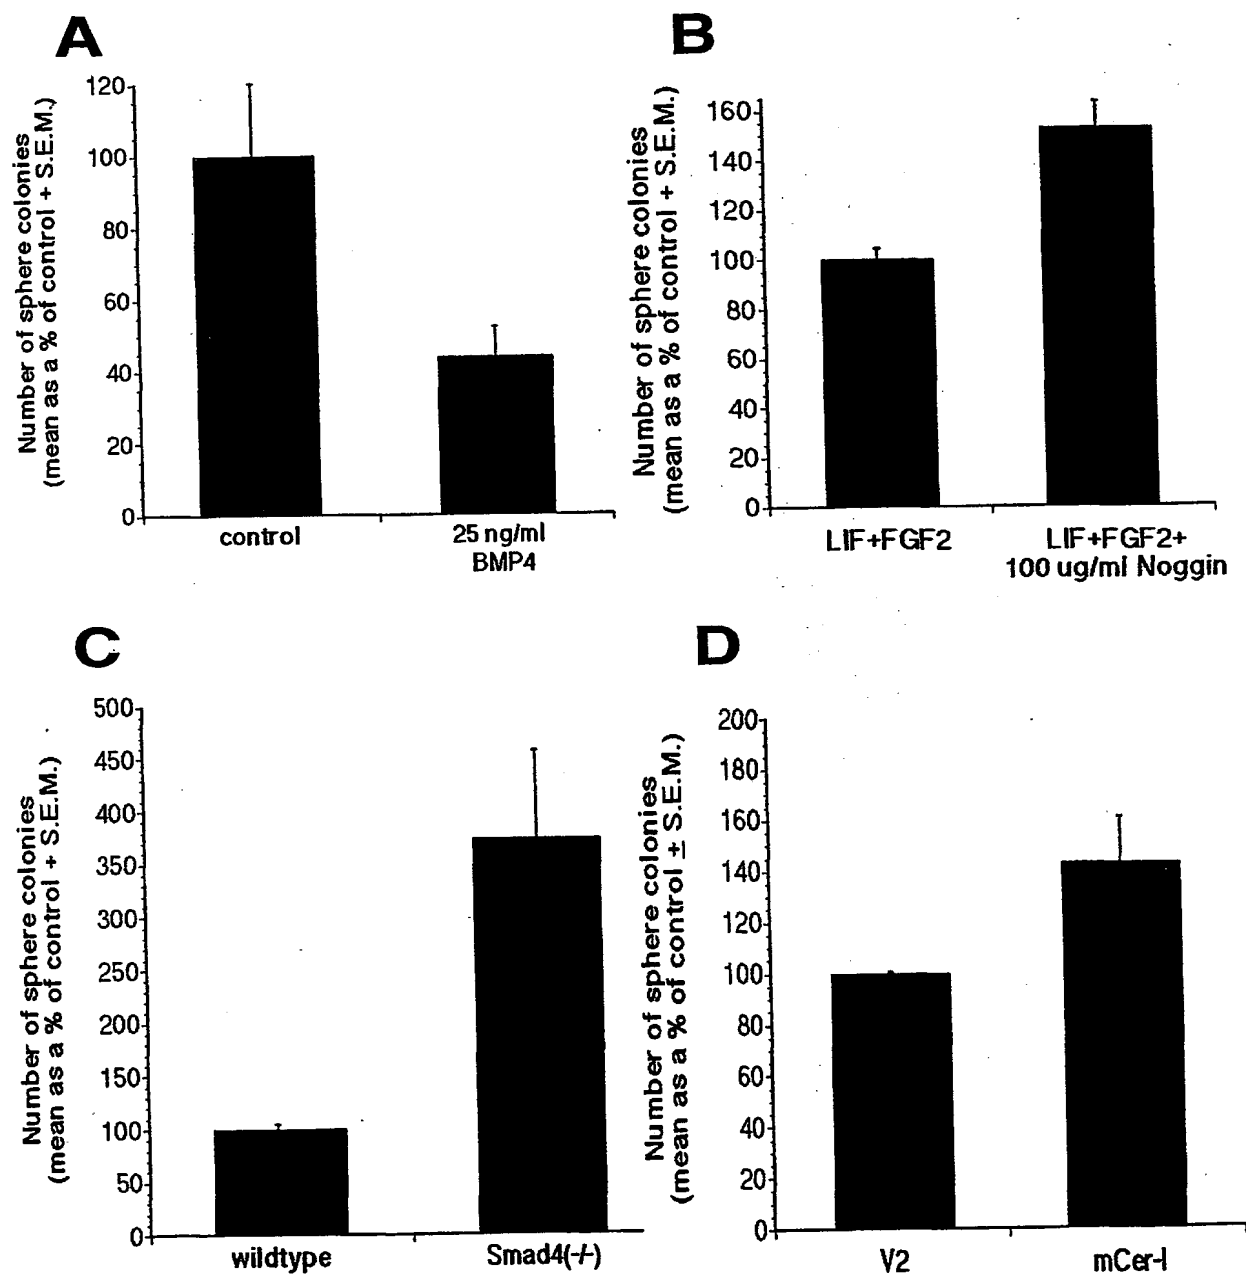 A
Number of sphere colonies
(mean as a % of control + S.E.M.)
120
100
80
60
40
20
0
control
25 ng/ml
BMP4
B
Number of sphere colonies
(mean as a % of control + S.E.M.)
160
140
120
100
80
60
40
20
0
LIF+FGF2
LIF+FGF2+
100 ug/ml Noggin
C
Number of sphere colonies
(mean as a % of control + S.E.M.)
500
450
400
350
300
250
200
150
100
50
0
wildtype
Smad4(-/-)
D
Number of sphere colonies
(mean as a % of control ± S.E.M.)
200
180
160
140
120
100
80
60
40
20
0
V2
mCer-l